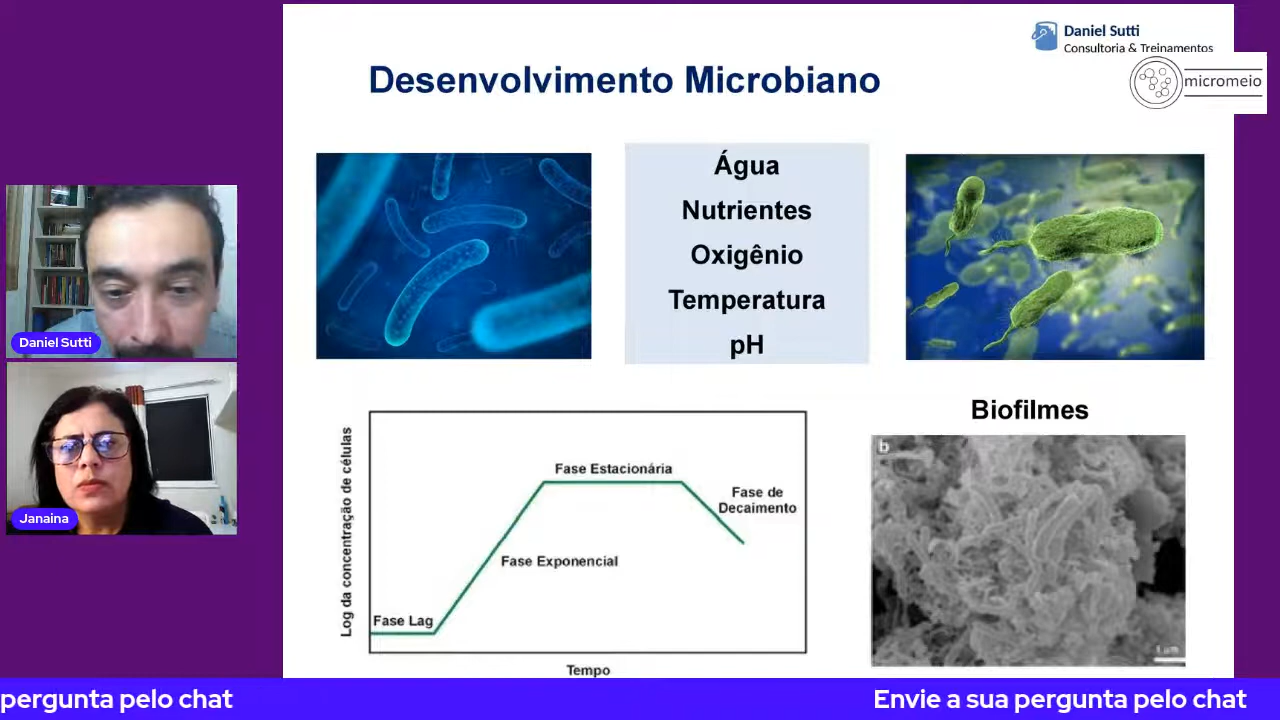 Daniel Sutti
Consultoria & Treinamentos
micromeio
Desenvolvimento Microbiano
Água
Nutrientes
Oxigênio
Temperatura
pH
Daniel Sutti
Janaina
Biofilmes
b
1 µm
Log da concentração de células
Fase Lag
Fase Exponencial
Fase Estacionária
Fase de
Decaimento
Tempo
pergunta pelo chat
Envie a sua pergunta pelo chat